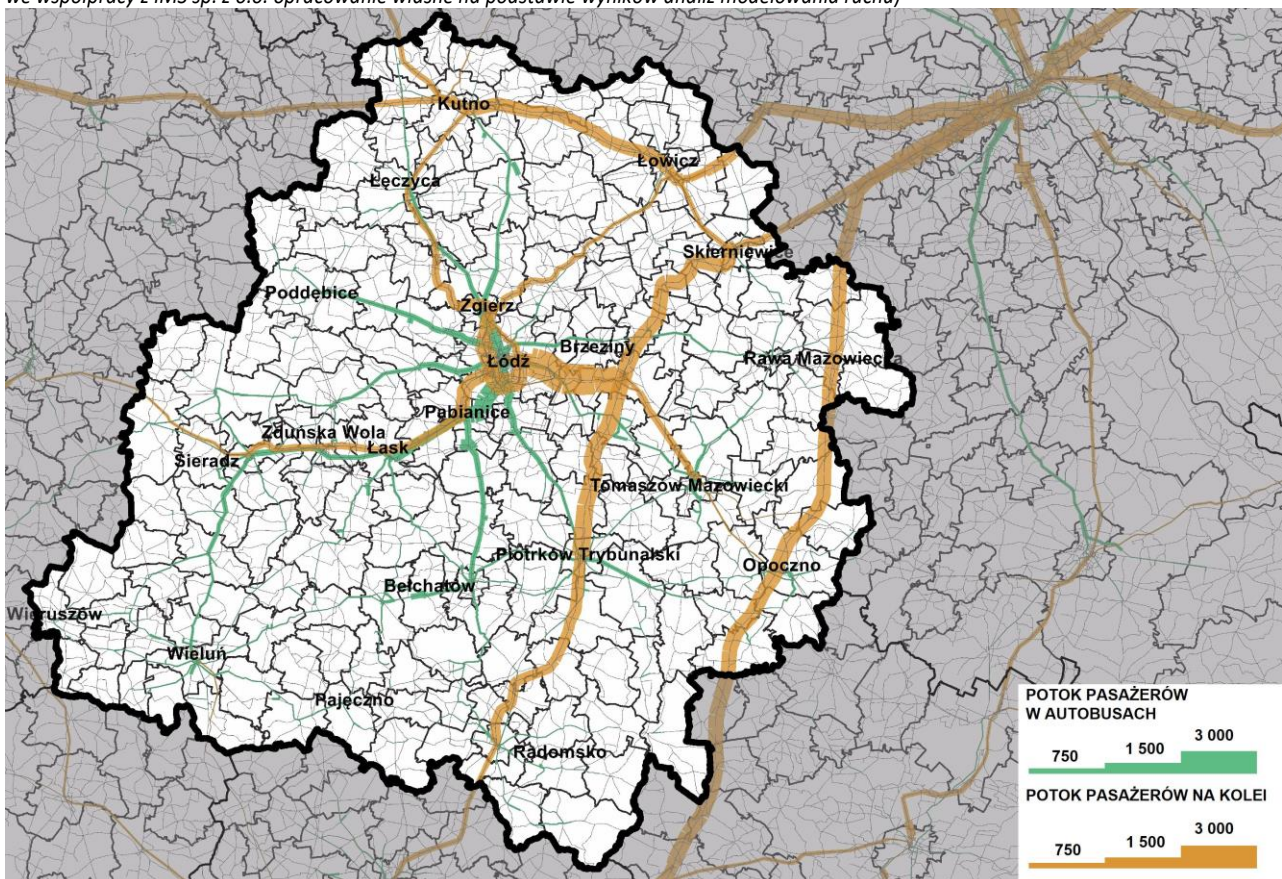 we współpracy z IMS sp. z o.o. opracowanie własne na podstawie wyników analiz modelowania ruchu)
Kutno
Łowicz
Łęczyca
Skierniewice
Poddębice
Zgierz
Brzeziny
Łódź
Rawa Mazowiecka
Pabianice
Zduńska Wola
Łask
Sieradz
Tomaszów Mazowiecki
Piotrków Trybunalski
Opoczno
Bełchatów
Wieruszów
Wieluń
Pajęczno
Radomsko
POTOK PASAŻERÓW
W AUTOBUSACH
750 1 500 3 000
POTOK PASAŻERÓW NA KOLEI
750 1 500 3 000